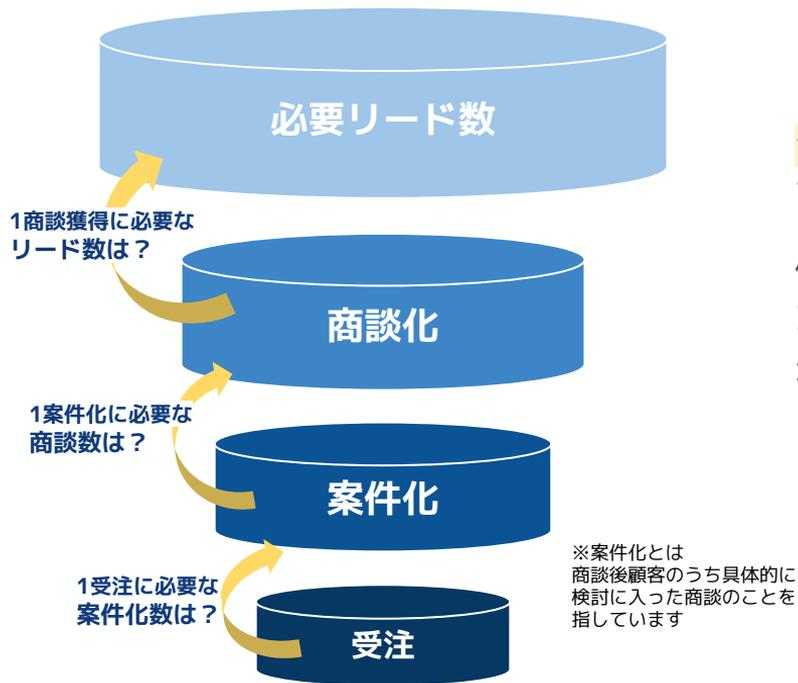 必要リード数
1商談獲得に必要な
リード数は？
商談化
1案件化に必要な
商談数は？
案件化
1受注に必要な
案件化数は？
受注
※案件化とは
商談後顧客のうち具体的に
検討に入った商談のことを
指しています